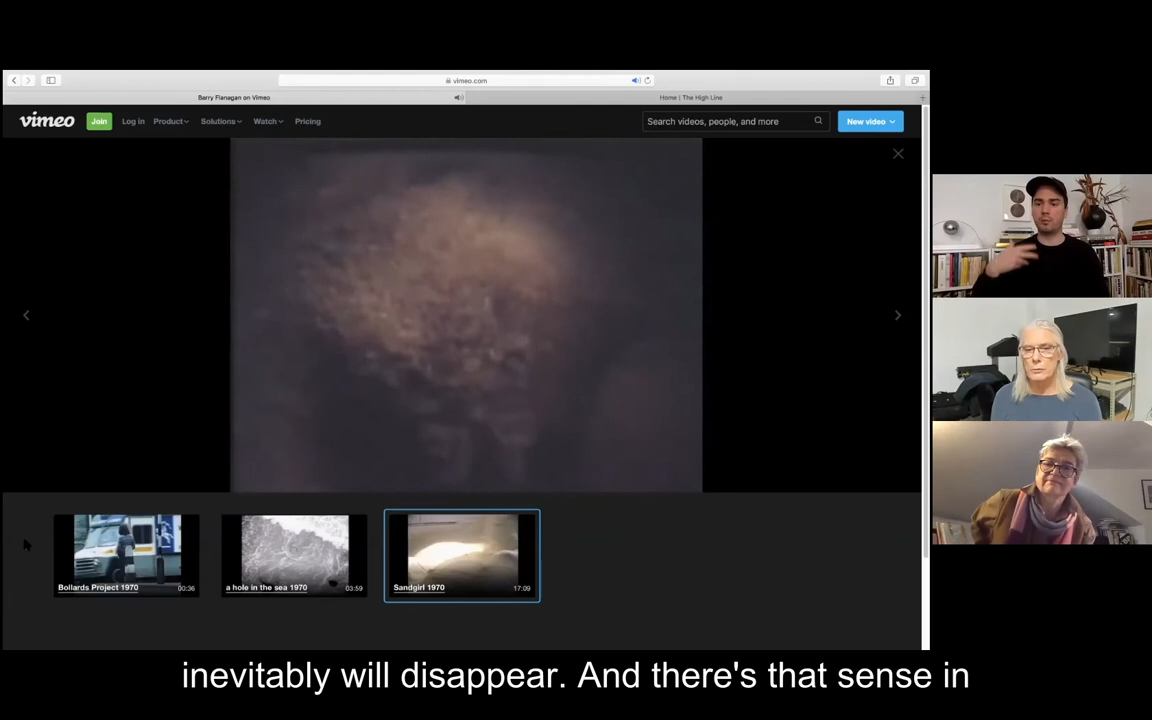 vimeo.com
Barry Flanagan on Vimeo
Home | The High Line
vimeo
Join
Log in
Product
Solutions
Watch
Pricing
Search videos, people, and more
New video
Bollards Project 1970
00:36
a hole in the sea 1970
03:59
Sandgirl 1970
17:09
inevitably will disappear. And there's that sense in